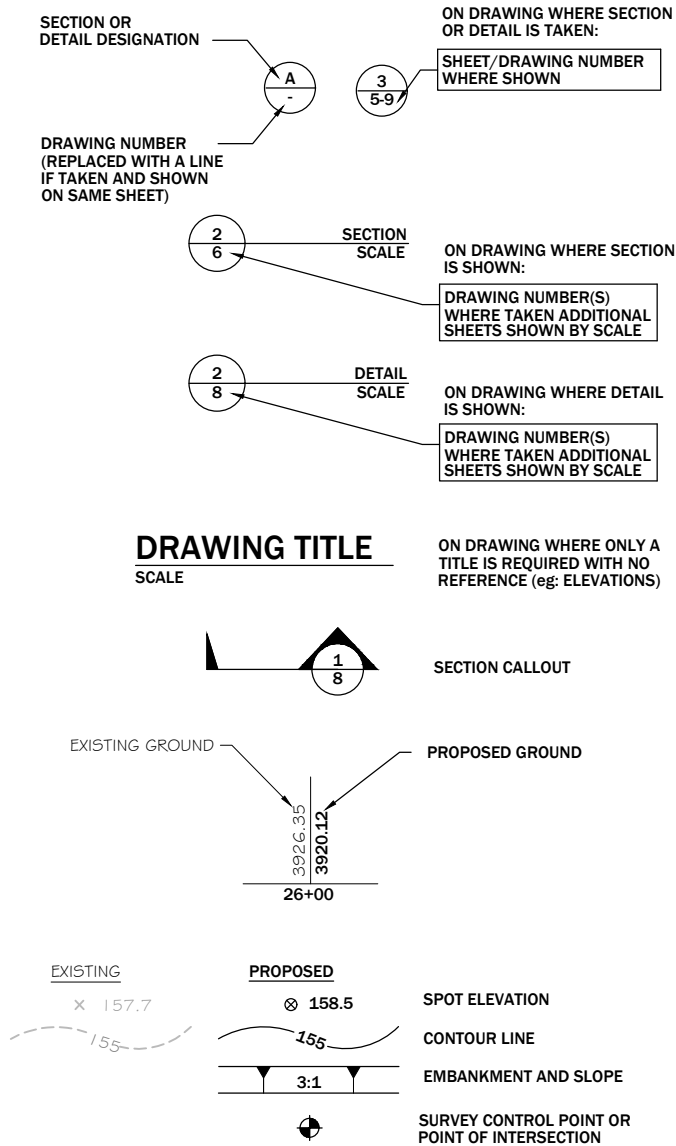 SECTION OR
DETAIL DESIGNATION
ON DRAWING WHERE SECTION
OR DETAIL IS TAKEN:
A
-
3
5-9
SHEET/DRAWING NUMBER
WHERE SHOWN
DRAWING NUMBER
(REPLACED WITH A LINE
IF TAKEN AND SHOWN
ON SAME SHEET)
2
6
SECTION
SCALE
ON DRAWING WHERE SECTION
IS SHOWN:
DRAWING NUMBER(S)
WHERE TAKEN ADDITIONAL
SHEETS SHOWN BY SCALE
2
8
DETAIL
SCALE
ON DRAWING WHERE DETAIL
IS SHOWN:
DRAWING NUMBER(S)
WHERE TAKEN ADDITIONAL
SHEETS SHOWN BY SCALE
DRAWING TITLE
SCALE
ON DRAWING WHERE ONLY A
TITLE IS REQUIRED WITH NO
REFERENCE (eg: ELEVATIONS)
1
8
SECTION CALLOUT
EXISTING GROUND
PROPOSED GROUND
3926.35
3920.12
26+00
EXISTING
PROPOSED
157.7
158.5
SPOT ELEVATION
155
155
CONTOUR LINE
3:1
EMBANKMENT AND SLOPE
SURVEY CONTROL POINT OR
POINT OF INTERSECTION